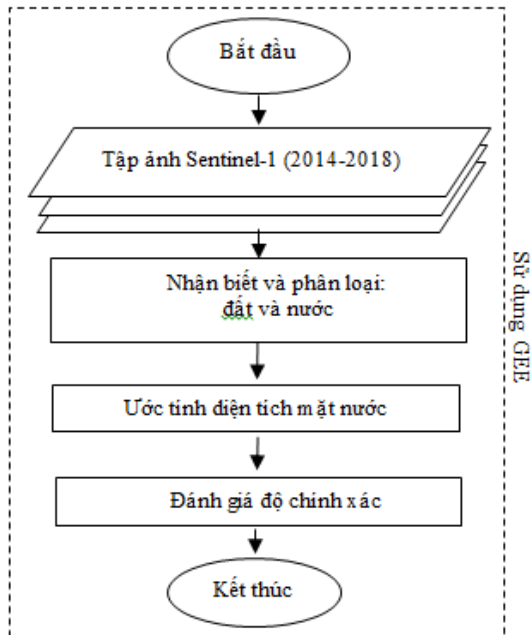 Bắt đầu
Tập ảnh Sentinel-1 (2014-2018)
Nhận biết và phân loại:
đất và nước
Ước tính diện tích mặt nước
Đánh giá độ chính xác
Kết thúc
Sử dụng GEE